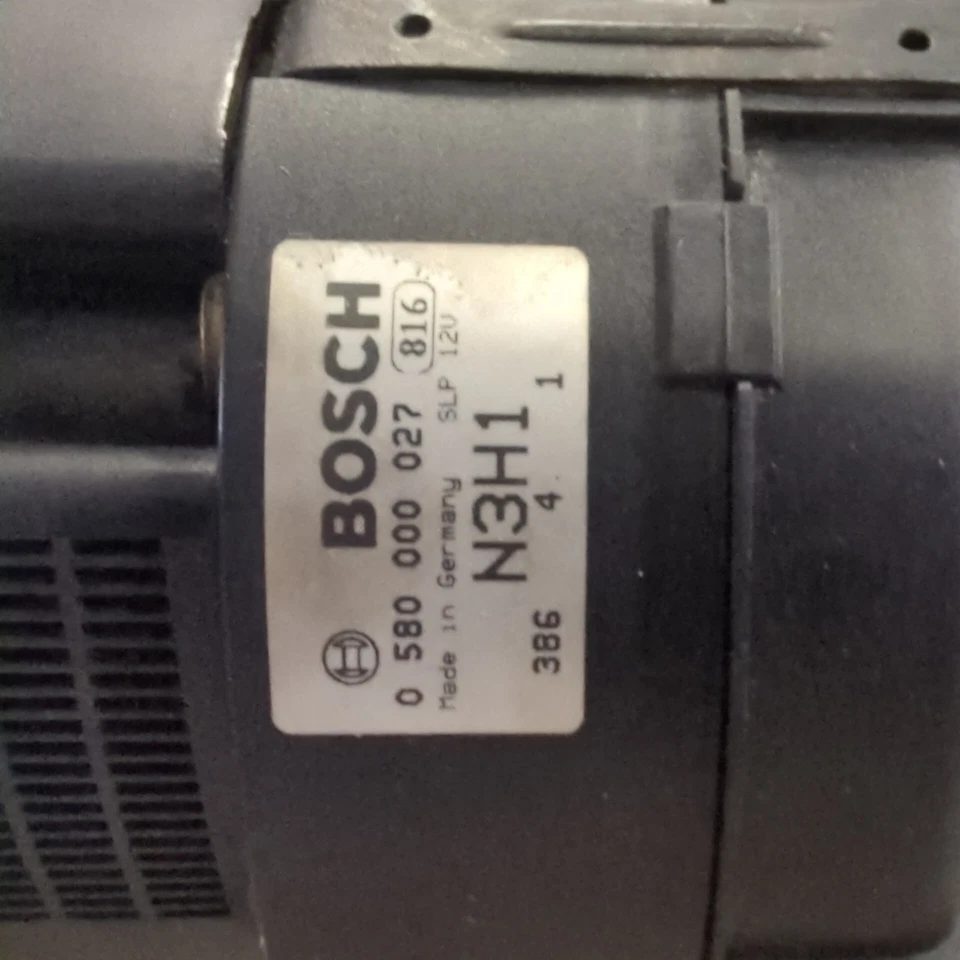 BOSCH
0 580 000 027 816
Made in Germany SLP 12V
N3H1
386 4 1